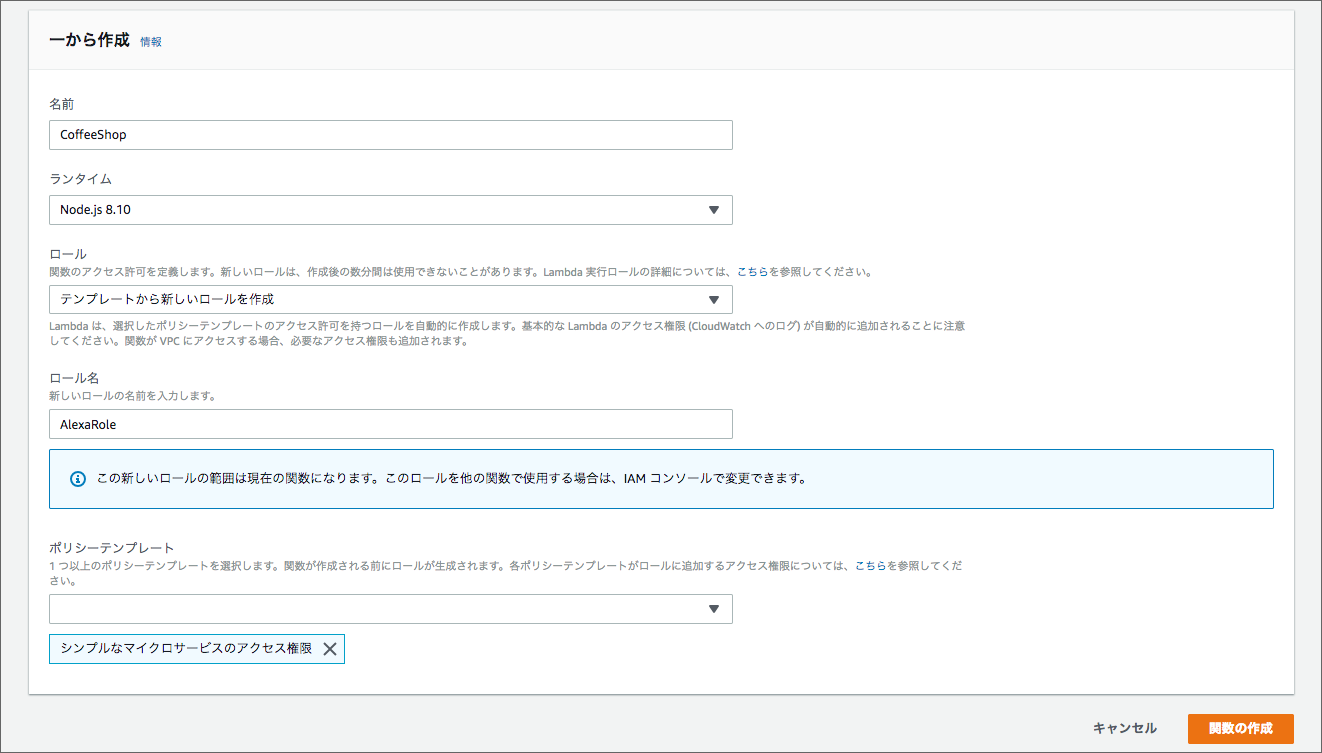 一から作成 情報
名前
CoffeeShop
ランタイム
Node.js 8.10
ロール
関数のアクセス許可を定義します。新しいロールは、作成後の数分間は使用できないことがあります。Lambda 実行ロールの詳細については、こちらを参照してください。
テンプレートから新しいロールを作成
Lambda は、選択したポリシーテンプレートのアクセス許可を持つロールを自動的に作成します。基本的な Lambda のアクセス権限 (CloudWatch へのログ) が自動的に追加されることに注意
してください。関数が VPC にアクセスする場合、必要なアクセス権限も追加されます。
ロール名
新しいロールの名前を入力します。
AlexaRole
この新しいロールの範囲は現在の関数になります。このロールを他の関数で使用する場合は、IAM コンソールで変更できます。
ポリシーテンプレート
1 つ以上のポリシーテンプレートを選択します。関数が作成される前にロールが生成されます。各ポリシーテンプレートがロールに追加するアクセス権限については、こちらを参照してくだ
さい。
シンプルなマイクロサービスのアクセス権限
キャンセル 関数の作成